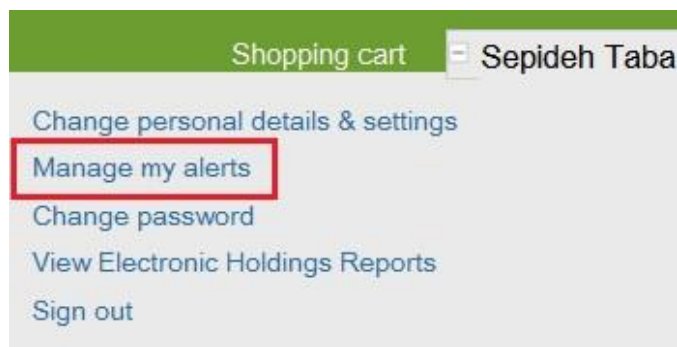 Shopping cart Sepideh Taba
Change personal details & settings
Manage my alerts
Change password
View Electronic Holdings Reports
Sign out